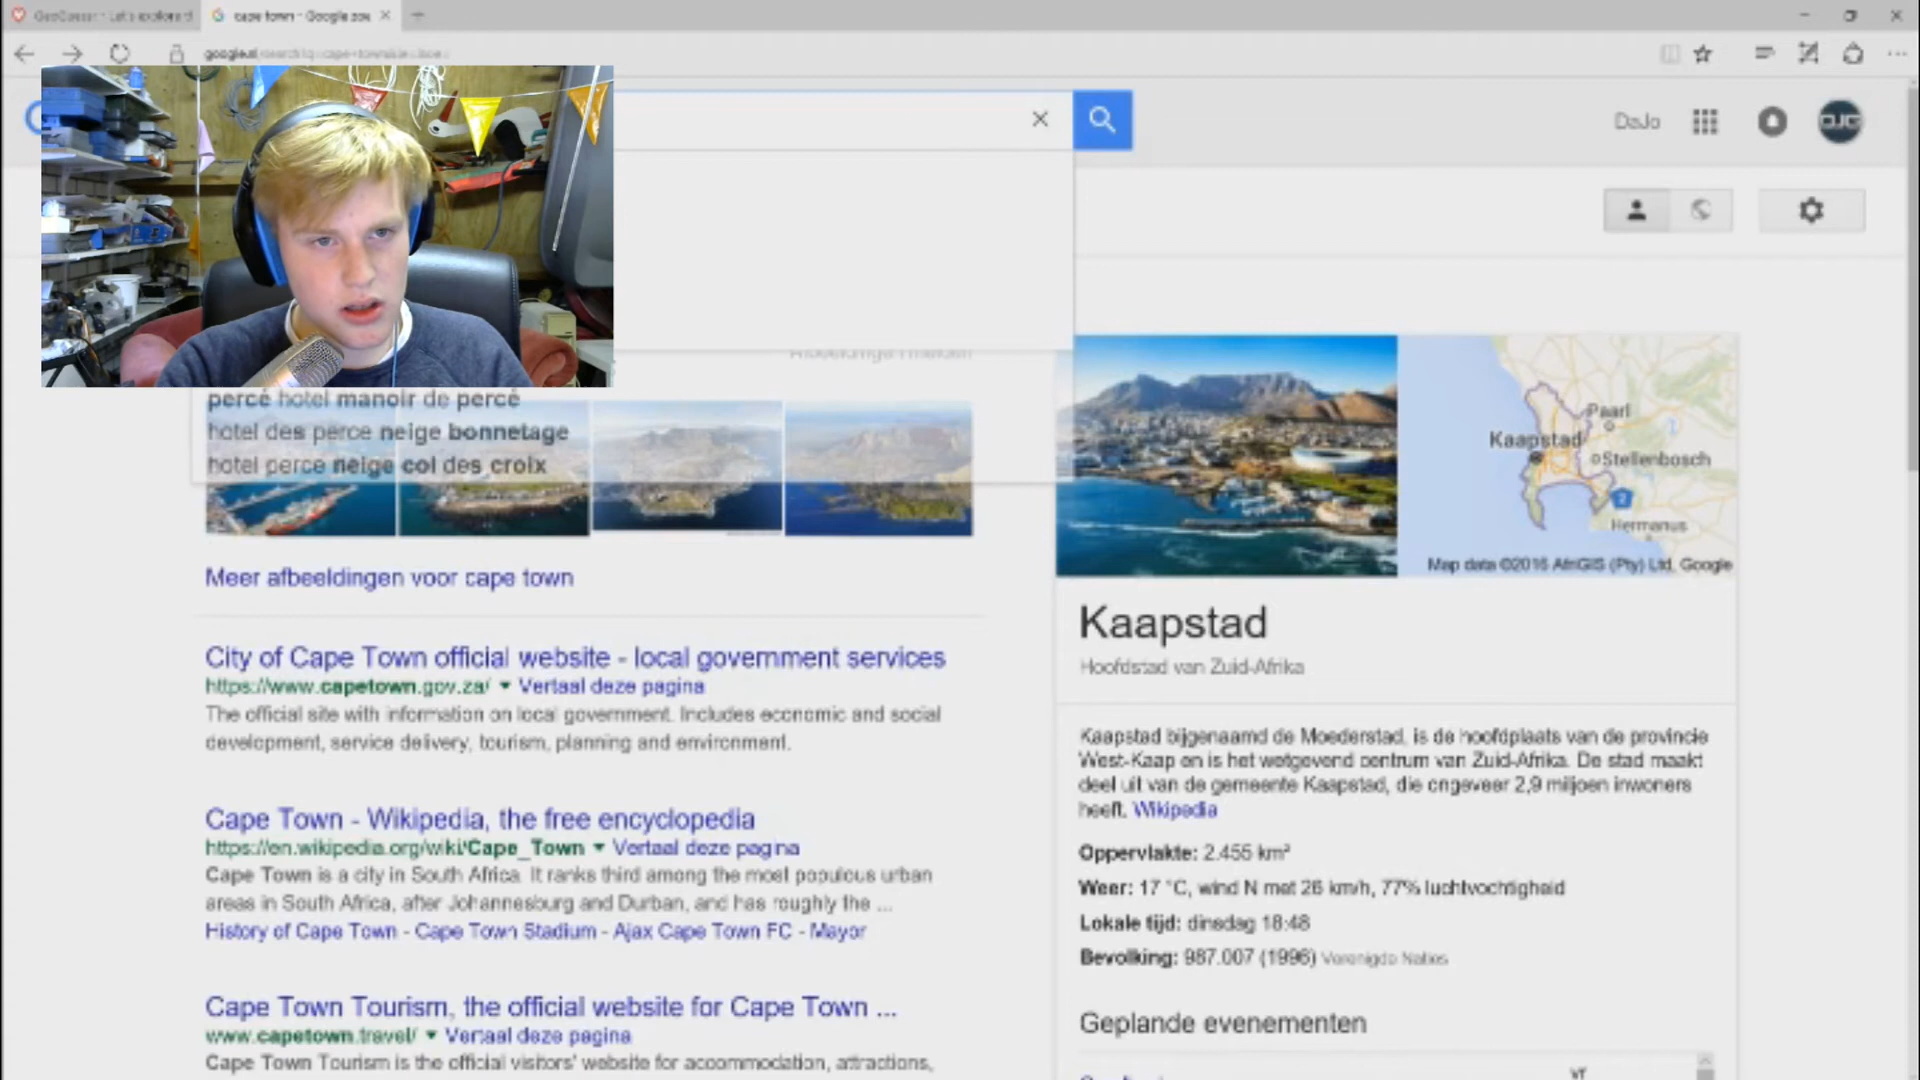 GeoGuessr - Let's explore t
cape town - Google zoe
google.nl
DaJo
DJG
percé hotel manoir de percé
hotel des perce neige bonnetage
hotel perce neige col des croix
Meer afbeeldingen voor cape town
City of Cape Town official website - local government services
https://www.capetown.gov.za/ ▾ Vertaal deze pagina
The official site with information on local government. Includes economic and social
development, service delivery, tourism, planning and environment.
Cape Town - Wikipedia, the free encyclopedia
https://en.wikipedia.org/wiki/Cape_Town ▾ Vertaal deze pagina
Cape Town is a city in South Africa. It ranks third among the most populous urban
areas in South Africa, after Johannesburg and Durban, and has roughly the ...
History of Cape Town - Cape Town Stadium - Ajax Cape Town FC - Mayor
Cape Town Tourism, the official website for Cape Town ...
www.capetown.travel/ ▾ Vertaal deze pagina
Cape Town Tourism is the official visitors' website for accommodation, attractions,
Paarl
Kaapstad
Stellenbosch
2
Hermanus
Map data ©2016 AfriGIS (Pty) Ltd, Google
Kaapstad
Hoofdstad van Zuid-Afrika
Kaapstad bijgenaamd de Moederstad, is de hoofdplaats van de provincie
West-Kaap en is het wetgevend centrum van Zuid-Afrika. De stad maakt
deel uit van de gemeente Kaapstad, die ongeveer 2,9 miljoen inwoners
heeft. Wikipedia
Oppervlakte: 2.455 km²
Weer: 17 °C, wind N met 26 km/h, 77% luchtvochtigheid
Lokale tijd: dinsdag 18:48
Bevolking: 987.007 (1996) Verenigde Naties
Geplande evenementen
vr